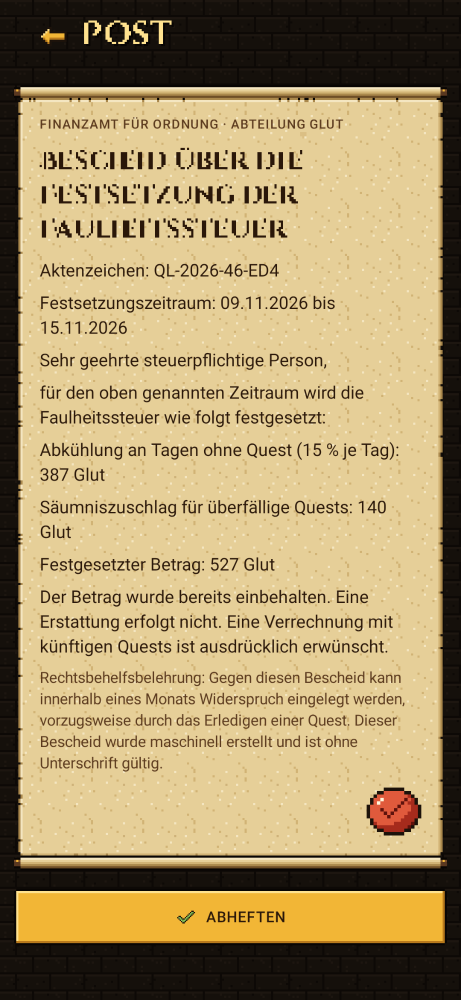 POST
FINANZAMT FÜR ORDNUNG · ABTEILUNG GLUT
BESCHEID ÜBER DIE
FESTSETZUNG DER
FAULHEITSSTEUER
Aktenzeichen: QL-2026-46-ED4
Festsetzungszeitraum: 09.11.2026 bis
15.11.2026
Sehr geehrte steuerpflichtige Person,
für den oben genannten Zeitraum wird die
Faulheitssteuer wie folgt festgesetzt:
Abkühlung an Tagen ohne Quest (15 % je Tag):
387 Glut
Säumniszuschlag für überfällige Quests: 140
Glut
Festgesetzter Betrag: 527 Glut
Der Betrag wurde bereits einbehalten. Eine
Erstattung erfolgt nicht. Eine Verrechnung mit
künftigen Quests ist ausdrücklich erwünscht.
Rechtsbehelfsbelehrung: Gegen diesen Bescheid kann
innerhalb eines Monats Widerspruch eingelegt werden,
vorzugsweise durch das Erledigen einer Quest. Dieser
Bescheid wurde maschinell erstellt und ist ohne
Unterschrift gültig.
ABHEFTEN